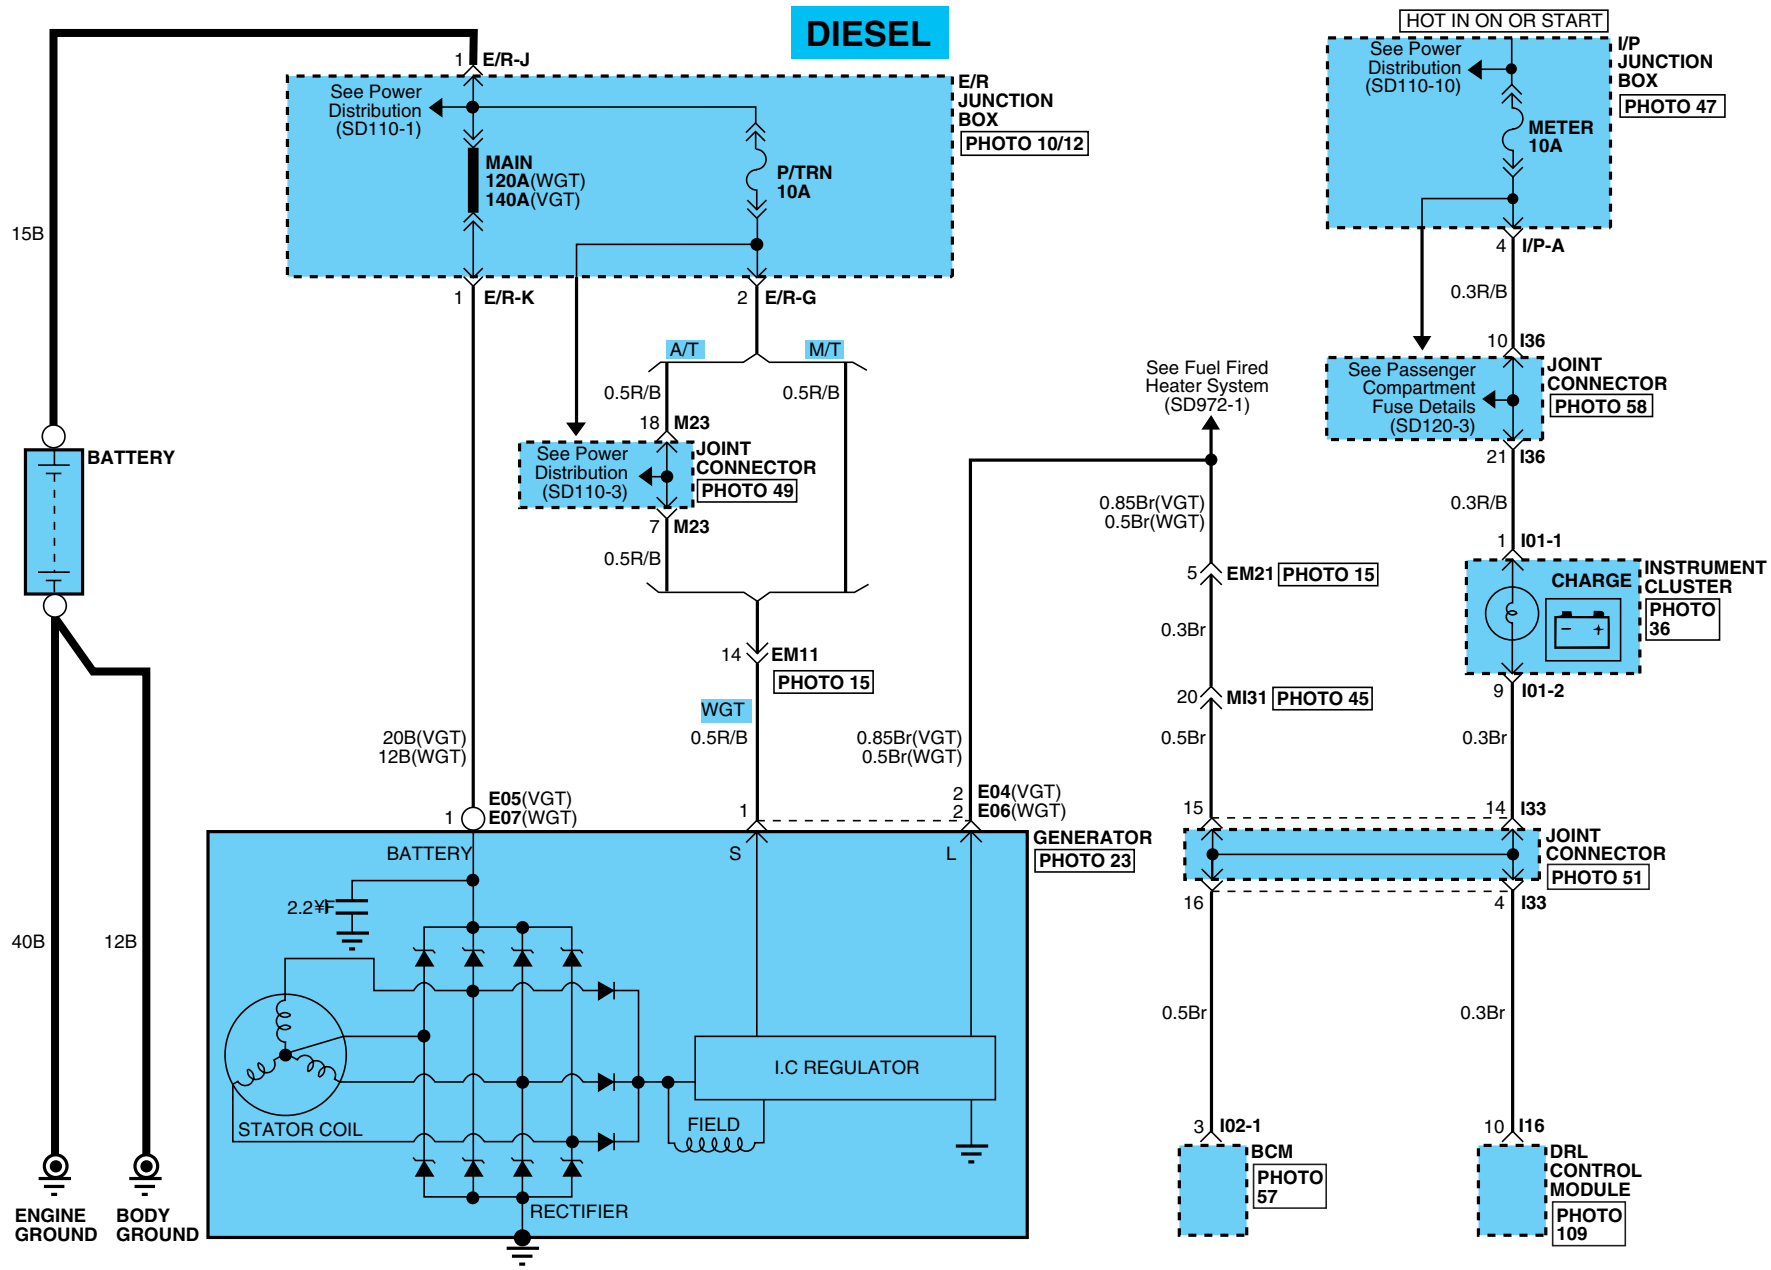 DIESEL
HOT IN ON OR START
See Power
Distribution
(SD110-10)
I/P
JUNCTION
BOX
PHOTO 47
METER
10A
4 I/P-A
1 E/R-J
See Power
Distribution
(SD110-1)
E/R
JUNCTION
BOX
PHOTO 10/12
MAIN
120A(WGT)
140A(VGT)
P/TRN
10A
15B
1 E/R-K
2 E/R-G
0.3R/B
A/T
M/T
0.5R/B
0.5R/B
18 M23
See Power
Distribution
(SD110-3)
JOINT
CONNECTOR
PHOTO 49
7 M23
0.5R/B
BATTERY
See Fuel Fired
Heater System
(SD972-1)
10 I36
See Passenger
Compartment
Fuse Details
(SD120-3)
JOINT
CONNECTOR
PHOTO 58
21 I36
0.85Br(VGT)
0.5Br(WGT)
0.3R/B
1 I01-1
5 EM21 PHOTO 15
INSTRUMENT
CLUSTER
PHOTO
36
CHARGE
- +
0.3Br
14 EM11
PHOTO 15
WGT
0.5R/B
20 MI31 PHOTO 45
9 I01-2
20B(VGT)
12B(WGT)
0.85Br(VGT)
0.5Br(WGT)
0.5Br
0.3Br
E05(VGT)
1 E07(WGT)
1
2 E04(VGT)
2 E06(WGT)
15
14 I33
GENERATOR
PHOTO 23
JOINT
CONNECTOR
PHOTO 51
BATTERY
S
L
2.2¥F
16
4 I33
40B
12B
0.5Br
0.3Br
I.C REGULATOR
STATOR COIL
FIELD
RECTIFIER
3 I02-1
10 I16
BCM
PHOTO
57
DRL
CONTROL
MODULE
PHOTO
109
ENGINE
GROUND
BODY
GROUND